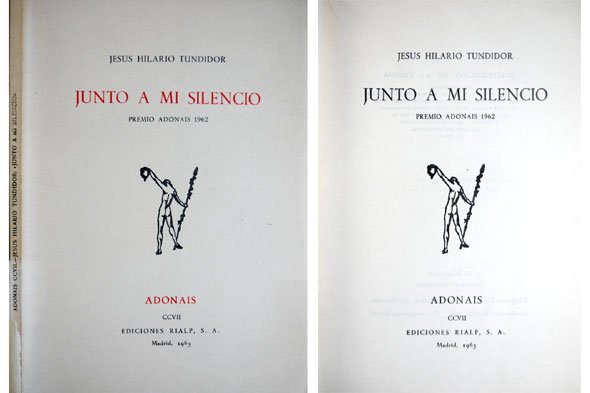 ADONAIS CCVII.—JESUS HILARIO TUNDIDOR: «JUNTO A MI SILENCIO»
JESUS HILARIO TUNDIDOR
JUNTO A MI SILENCIO
PREMIO ADONAIS 1962
ADONAIS
CCVII
EDICIONES RIALP, S. A.
Madrid, 1963
JESUS HILARIO TUNDIDOR
JUNTO A MI SILENCIO
PREMIO ADONAIS 1962
ADONAIS
CCVII
EDICIONES RIALP, S. A.
Madrid, 1963